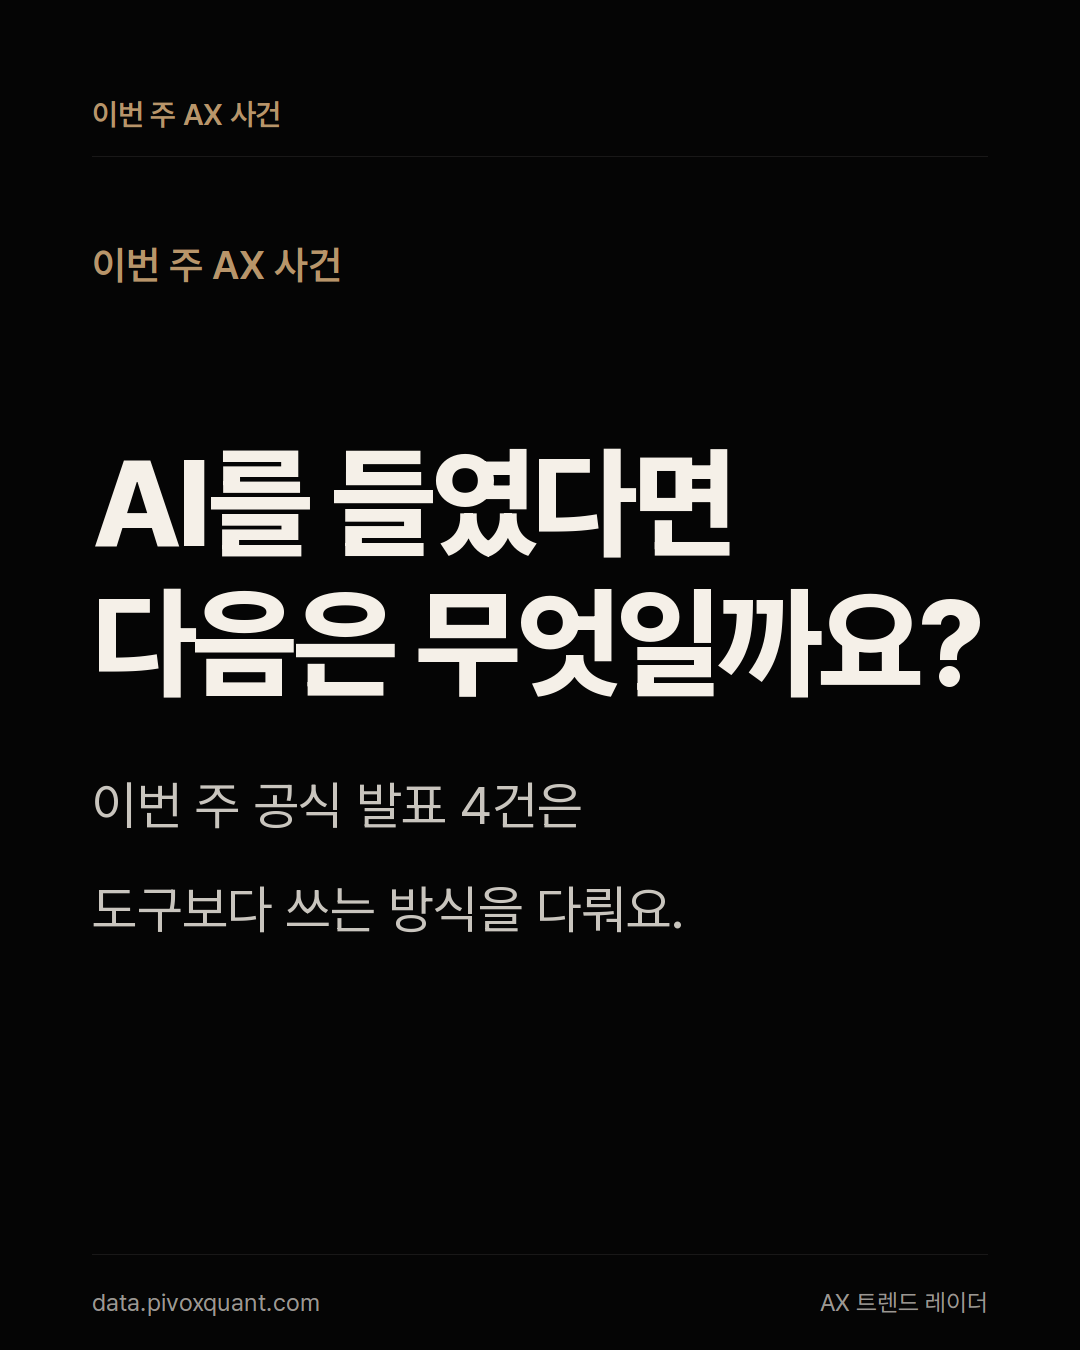 이번 주 AX 사건
이번 주 AX 사건
AI를 들였다면
다음은 무엇일까요?
이번 주 공식 발표 4건은
도구보다 쓰는 방식을 다뤄요.
data.pivoxquant.com
AX 트렌드 레이더